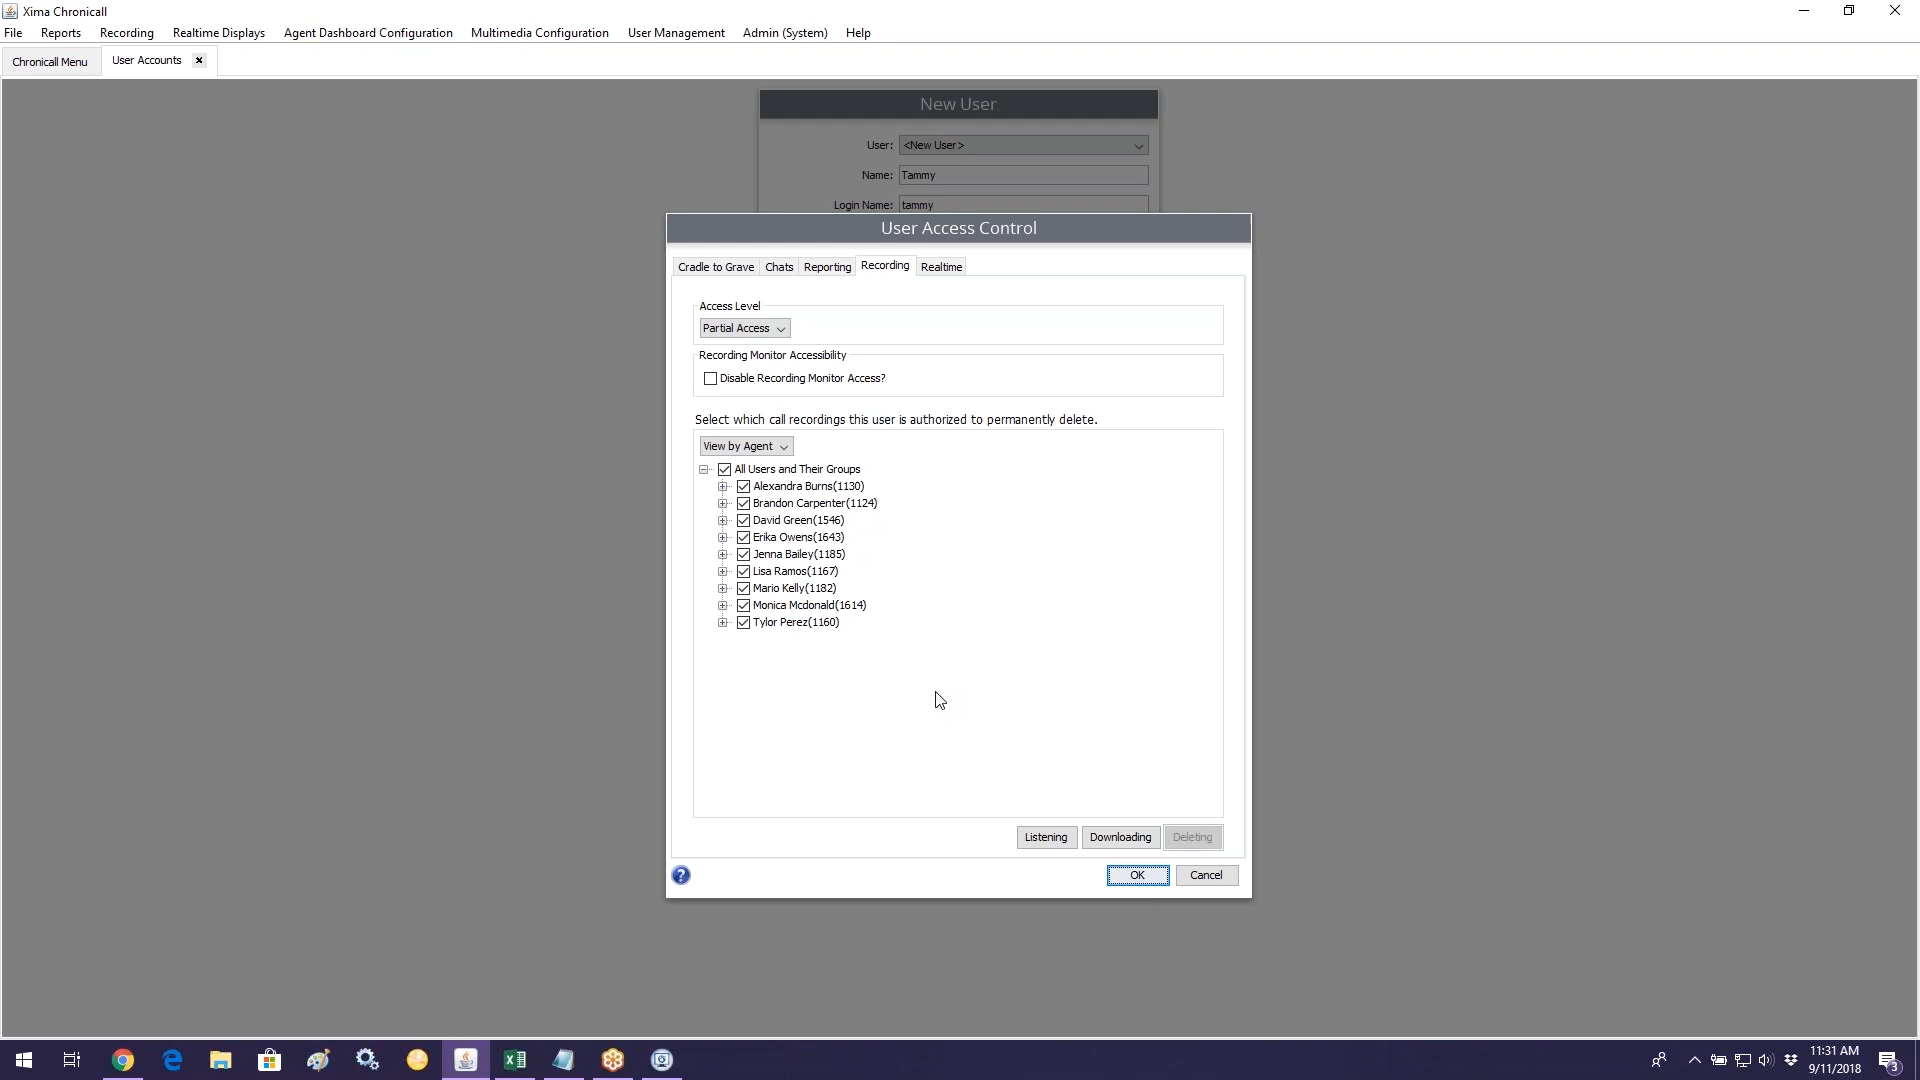 Xima Chronicall
File Reports Recording Realtime Displays Agent Dashboard Configuration Multimedia Configuration User Management Admin (System) Help
Chronicall Menu User Accounts
New User
User: <New User>
Name: Tammy
Login Name: tammy
User Access Control
Cradle to Grave Chats Reporting Recording Realtime
Access Level
Partial Access
Recording Monitor Accessibility
Disable Recording Monitor Access?
Select which call recordings this user is authorized to permanently delete.
View by Agent
All Users and Their Groups
Alexandra Burns(1130)
Brandon Carpenter(1124)
David Green(1546)
Erika Owens(1643)
Jenna Bailey(1185)
Lisa Ramos(1167)
Mario Kelly(1182)
Monica Mcdonald(1614)
Tylor Perez(1160)
Listening Downloading Deleting
? OK Cancel
11:31 AM
9/11/2018
3